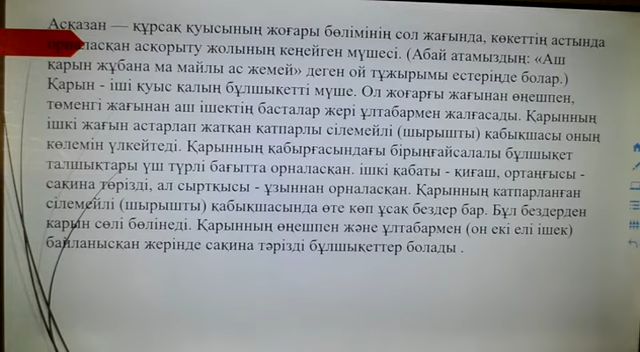 Асқазан — құрсақ қуысының жоғары бөлімінің сол жағында, көкеттің астында
орналасқан асқорыту жолының кеңейген мүшесі. (Абай атамыздың: «Аш
қарын жұбана ма майлы ас жемей» деген ой тұжырымы естеріңде болар.)
Қарын - іші қуыс қалың бұлшықетті мүше. Ол жоғарғы жағынан өңешпен,
төменгі жағынан аш ішектің басталар жері ұлтабармен жалғасады. Қарынның
ішкі жағын астарлап жатқан қатпарлы сілемейлі (шырышты) қабықшасы оның
көлемін үлкейтеді. Қарынның қабырғасындағы бірыңғайсалалы бұлшықет
талшықтары үш түрлі бағытта орналасқан. ішкі қабаты - қиғаш, ортаңғысы -
сақина тәрізді, ал сыртқысы - ұзыннан орналасқан. Қарынның катпарланған
сілемейлі (шырышты) қабықшасында өте көп ұсақ бездер бар. Бұл бездерден
қарын сөлі бөлінеді. Қарынның өңешпен және ұлтабармен (он екі елі ішек)
байланысқан жерінде сақина тәрізді бұлшықеттер болады .